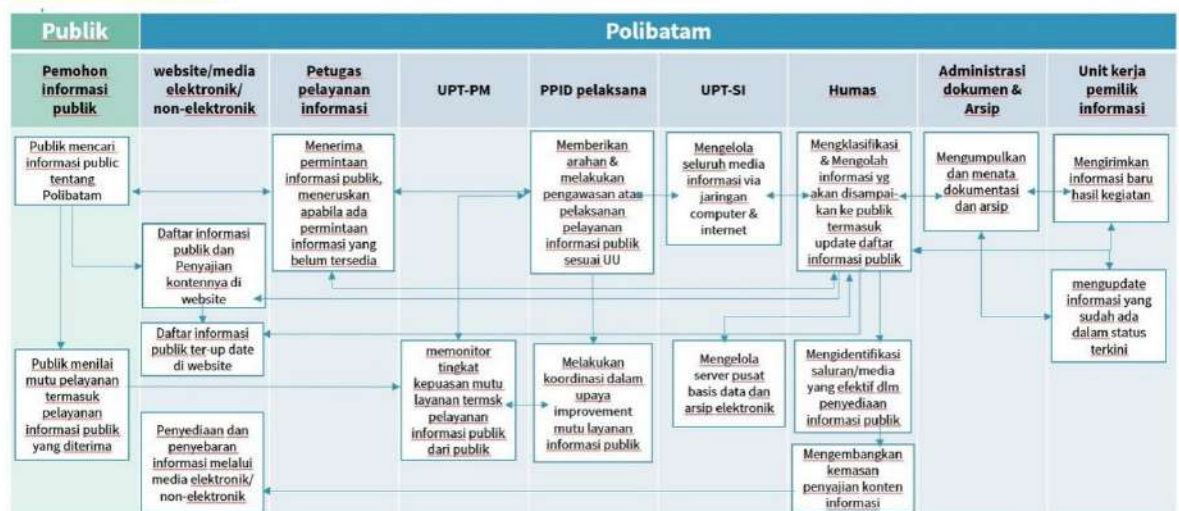 Publik
Polibatam
Pemohon
informasi
publik
website/media
elektronik/
non-elektronik
Petugas
pelayanan
informasi
UPT-PM
PPID pelaksana
UPT-SI
Humas
Administrasi
dokumen &
Arsip
Unit kerja
pemilik
informasi
Publik mencari
informasi public
tentang
Polibatam
Menerima
permintaan
informasi publik,
meneruskan
apabila ada
permintaan
informasi yang
belum tersedia
Memberikan
arahan &
melakukan
pengawasan atas
pelaksanaan
pelayanan
informasi publik
sesuai UU
Mengelola
seluruh media
informasi via
jaringan
computer &
internet
Mengklasifikasi
& Mengolah
informasi yg
akan disampai-
kan ke publik
termasuk
update daftar
informasi publik
Mengumpulkan
dan menata
dokumentasi
dan arsip
Mengirimkan
informasi baru
hasil kegiatan
Daftar informasi
publik dan
Penyajian
kontennya di
website
mengupdate
informasi yang
sudah ada
dalam status
terkini
Daftar informasi
publik ter-up date
di website
Publik menilai
mutu pelayanan
termasuk
pelayanan
informasi publik
yang diterima
memonitor
tingkat
kepuasan mutu
layanan termsk
pelayanan
informasi publik
dari publik
Melakukan
koordinasi dalam
upaya
improvement
mutu layanan
informasi publik
Mengelola
server pusat
basis data dan
arsip elektronik
Mengidentifikasi
saluran/media
yang efektif dlm
penyediaan
informasi publik
Penyediaan dan
penyebaran
informasi melalui
media elektronik/
non-elektronik
Mengembangkan
kemasan
penyajian konten
informasi